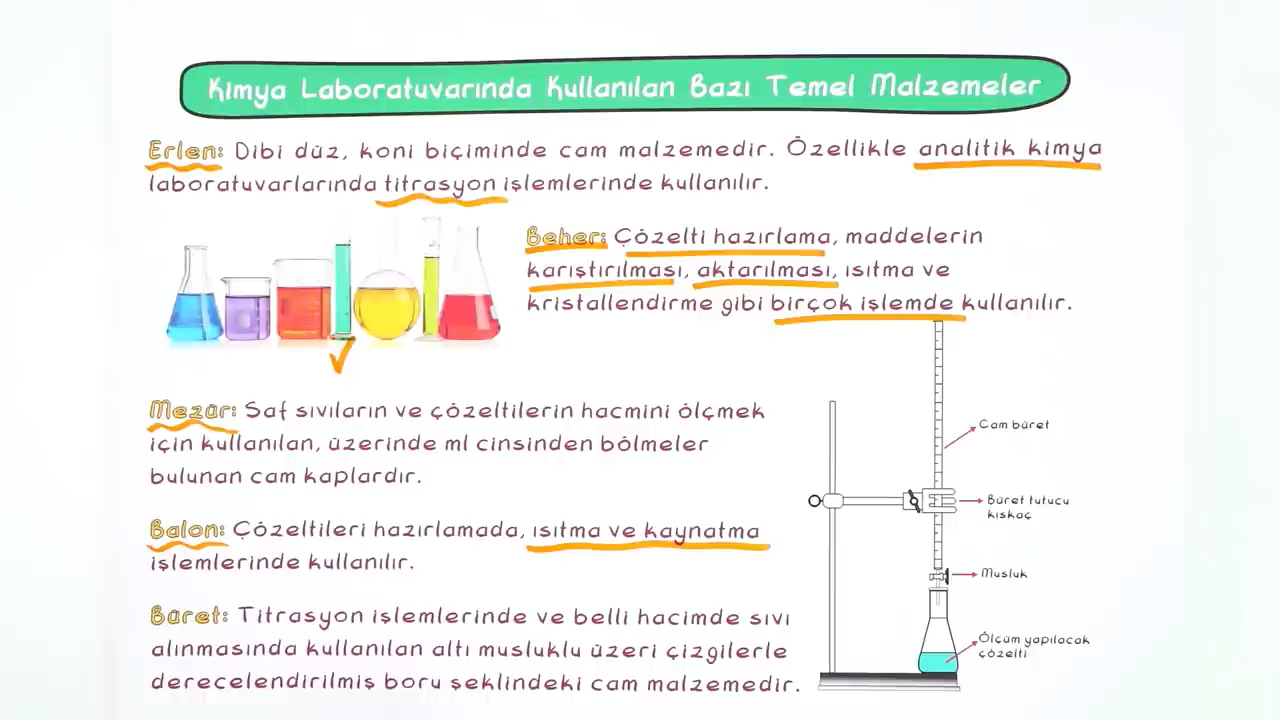 Kimya Laboratuvarında Kullanılan Bazı Temel Malzemeler
Erlen: Dibi düz, koni biçiminde cam malzemedir. Özellikle analitik kimya
laboratuvarlarında titrasyon işlemlerinde kullanılır.
Beher: Çözelti hazırlama, maddelerin
karıştırılması, aktarılması, ısıtma ve
kristallendirme gibi birçok işlemde kullanılır.
Mezür: Saf sıvıların ve çözeltilerin hacmini ölçmek
için kullanılan, üzerinde ml cinsinden bölmeler
bulunan cam kaplardır.
Balon: Çözeltileri hazırlamada, ısıtma ve kaynatma
işlemlerinde kullanılır.
Büret: Titrasyon işlemlerinde ve belli hacimde sıvı
alınmasında kullanılan altı musluklu üzeri çizgilerle
derecelendirilmiş boru şeklindeki cam malzemedir.
Cam büret
Büret tutucu
kıskaç
Musluk
Ölçüm yapılacak
çözelti